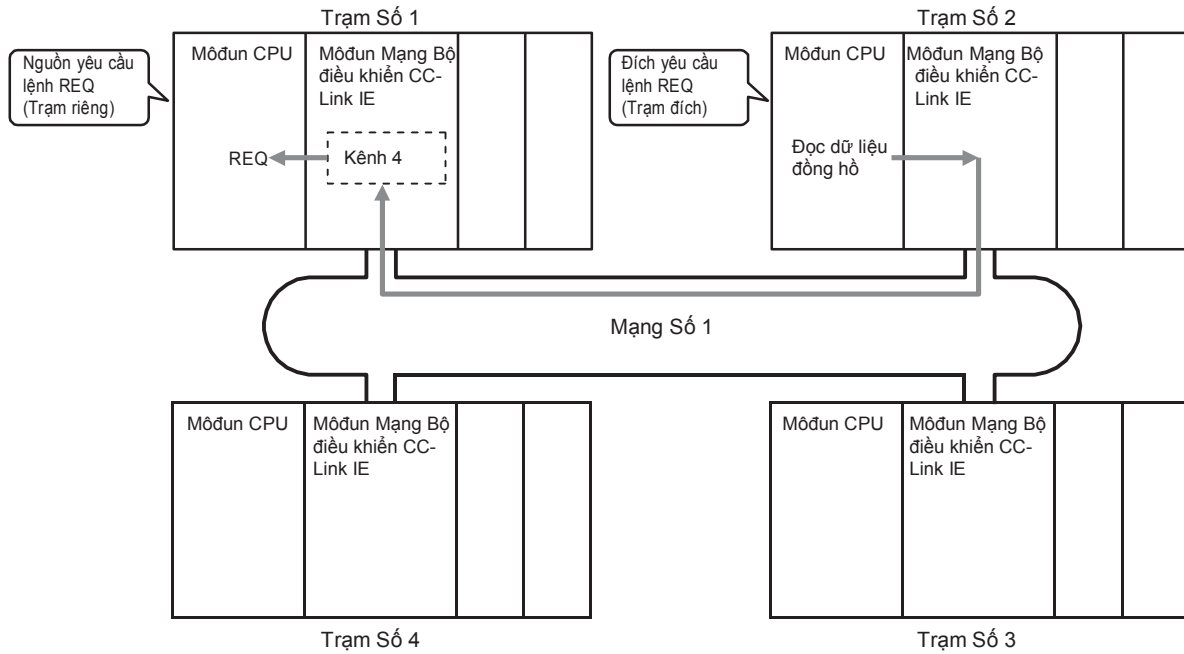 Trạm Số 1
Nguồn yêu cầu
lệnh REQ
(Trạm riêng)
Môđun CPU
Môđun Mạng Bộ
điều khiển CC-
Link IE
REQ
Kênh 4
Trạm Số 2
Đích yêu cầu
lệnh REQ
(Trạm đích)
Môđun CPU
Môđun Mạng Bộ
điều khiển CC-
Link IE
Đọc dữ liệu
đồng hồ
Mạng Số 1
Môđun CPU
Môđun Mạng Bộ
điều khiển CC-
Link IE
Trạm Số 4
Môđun CPU
Môđun Mạng Bộ
điều khiển CC-
Link IE
Trạm Số 3